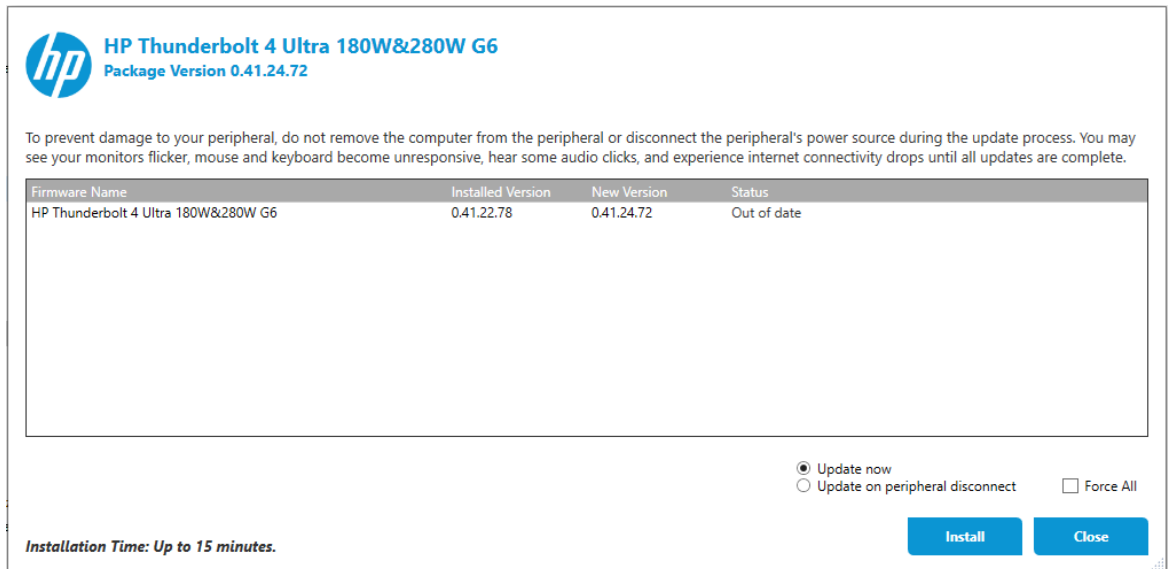 hp
HP Thunderbolt 4 Ultra 180W&280W G6
Package Version 0.41.24.72
To prevent damage to your peripheral, do not remove the computer from the peripheral or disconnect the peripheral's power source during the update process. You may
see your monitors flicker, mouse and keyboard become unresponsive, hear some audio clicks, and experience internet connectivity drops until all updates are complete.
Firmware Name Installed Version New Version Status
HP Thunderbolt 4 Ultra 180W&280W G6 0.41.22.78 0.41.24.72 Out of date
Update now
Update on peripheral disconnect Force All
Installation Time: Up to 15 minutes. Install Close